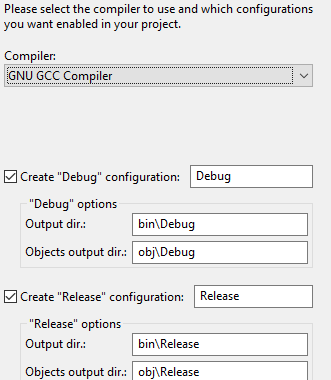 Please select the compiler to use and which configurations
you want enabled in your project.
Compiler:
GNU GCC Compiler
Create "Debug" configuration: Debug
"Debug" options
Output dir.: bin\Debug
Objects output dir.: obj\Debug
Create "Release" configuration: Release
"Release" options
Output dir.: bin\Release
Objects output dir.: obj\Release